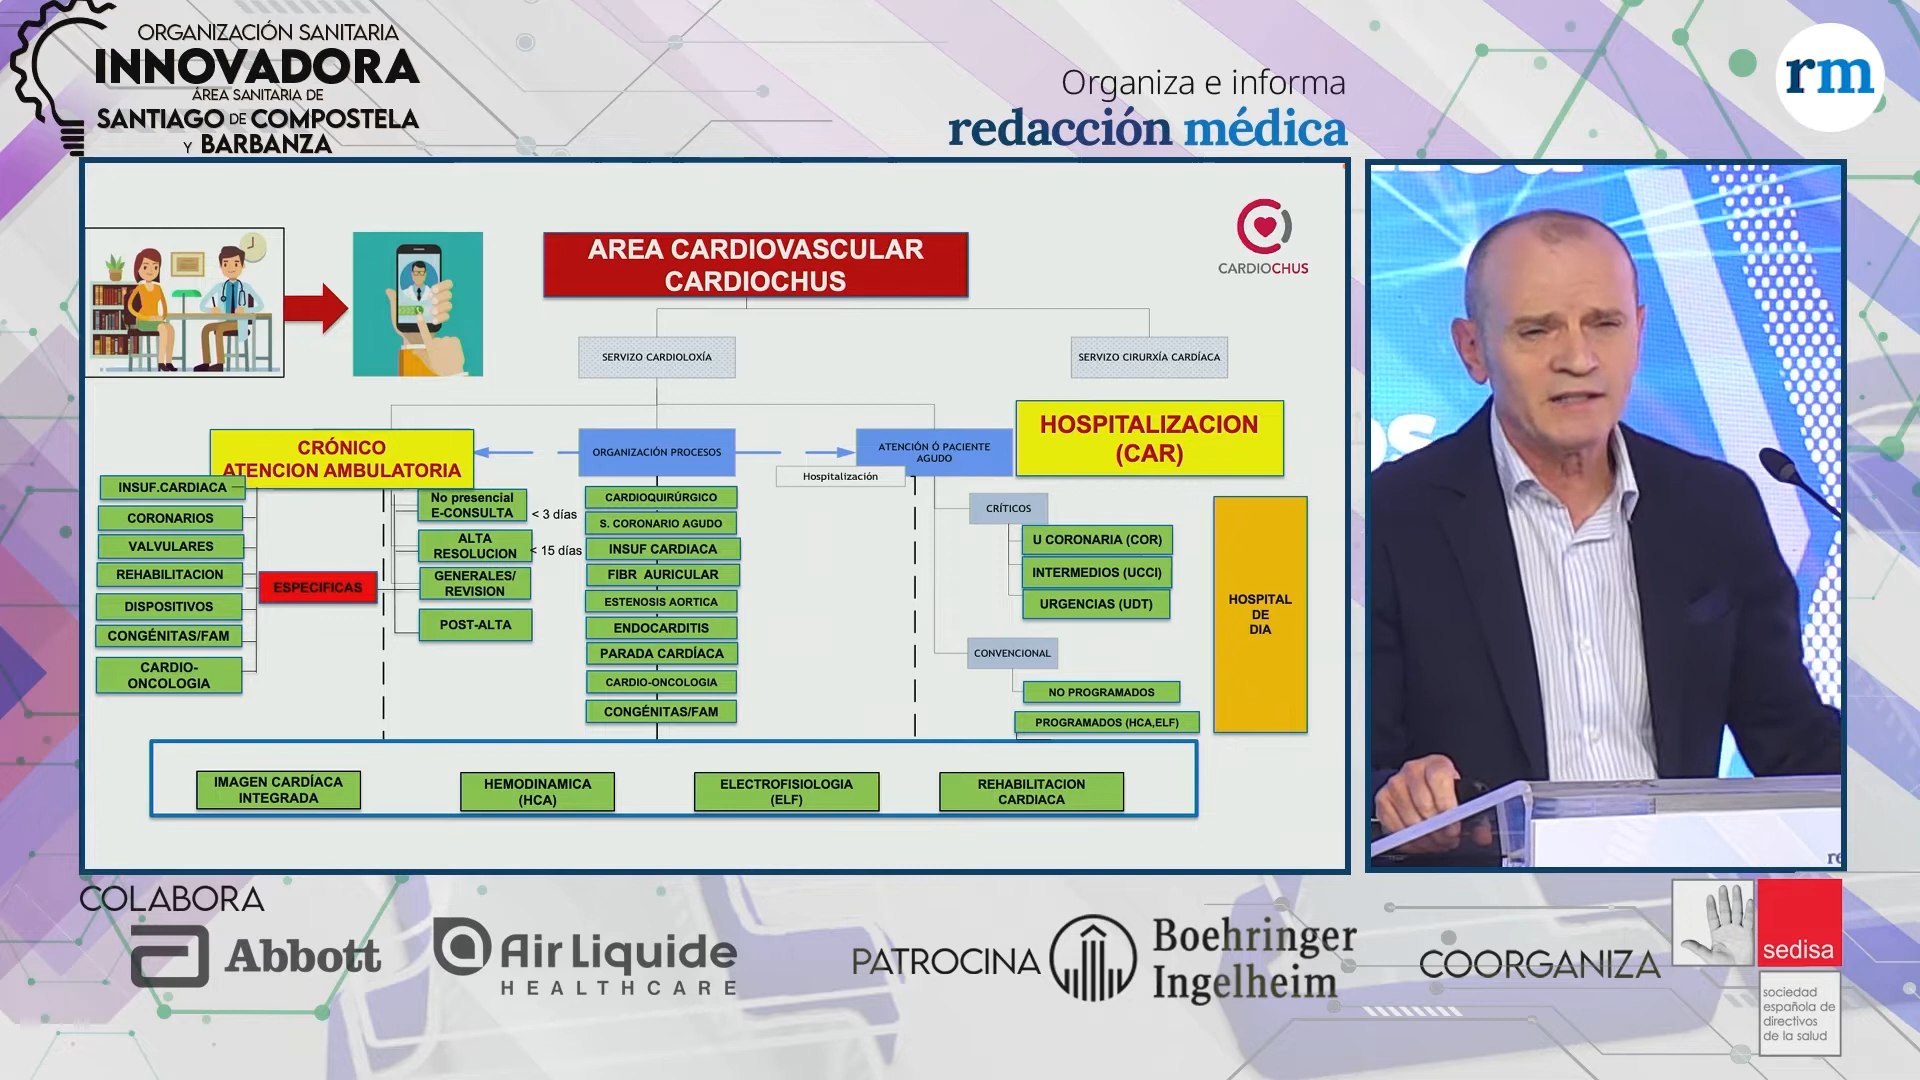 ORGANIZACIÓN SANITARIA
INNOVADORA
ÁREA SANITARIA DE
SANTIAGO DE COMPOSTELA
Y BARBANZA
Organiza e informa
redacción médica
rm
AREA CARDIOVASCULAR
CARDIOCHUS
CARDIOCHUS
SERVIZO CARDIOLOXÍA
SERVIZO CIRURXÍA CARDÍACA
CRÓNICO
ATENCION AMBULATORIA
ORGANIZACIÓN PROCESOS
ATENCIÓN Ó PACIENTE
AGUDO
HOSPITALIZACION
(CAR)
Hospitalización
INSUF.CARDIACA
CORONARIOS
VALVULARES
REHABILITACION
DISPOSITIVOS
CONGÉNITAS/FAM
CARDIO-
ONCOLOGIA
ESPECIFICAS
No presencial
E-CONSULTA
< 3 días
ALTA
RESOLUCION
< 15 días
GENERALES/
REVISION
POST-ALTA
CARDIOQUIRÚRGICO
S. CORONARIO AGUDO
INSUF CARDIACA
FIBR AURICULAR
ESTENOSIS AORTICA
ENDOCARDITIS
PARADA CARDÍACA
CARDIO-ONCOLOGIA
CONGÉNITAS/FAM
CRÍTICOS
U CORONARIA (COR)
INTERMEDIOS (UCCI)
URGENCIAS (UDT)
CONVENCIONAL
NO PROGRAMADOS
PROGRAMADOS (HCA,ELF)
HOSPITAL
DE
DIA
IMAGEN CARDÍACA
INTEGRADA
HEMODINAMICA
(HCA)
ELECTROFISIOLOGIA
(ELF)
REHABILITACION
CARDIACA
COLABORA
Abbott
Air Liquide
HEALTHCARE
PATROCINA
Boehringer
Ingelheim
COORGANIZA
sedisa
sociedad
española de
directivos
de la salud